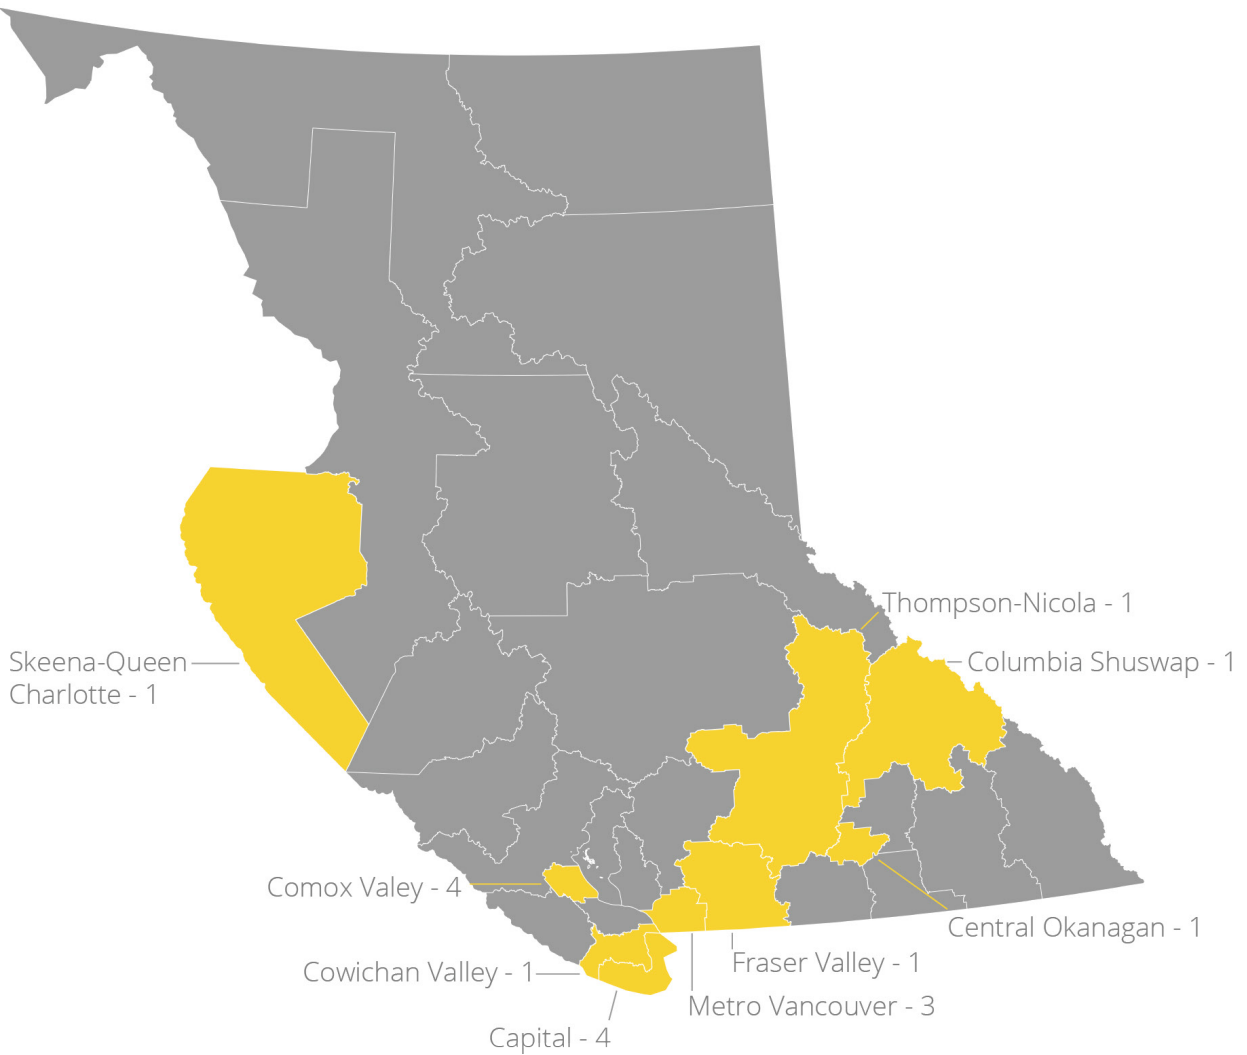 Thompson-Nicola - 1
Columbia Shuswap - 1
Skeena-Queen
Charlotte - 1
Comox Valey - 4
Central Okanagan - 1
Fraser Valley - 1
Cowichan Valley - 1
Metro Vancouver - 3
Capital - 4